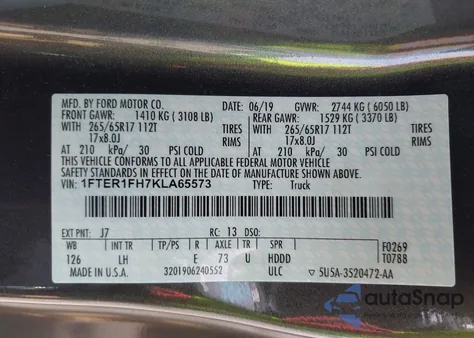 MFD. BY FORD MOTOR CO. 06/19 GVWR: 2744 KG ( 6050 LB)
FRONT GAWR: 1410 KG ( 3108 LB) REAR GAWR: 1529 KG ( 3370 LB)
WITH 265/65R17 112T TIRES WITH 265/65R17 112T TIRES
17x8.0J RIMS 17x8.0J RIMS
AT 210 kPa/ 30 PSI COLD AT 210 kPa/ 30 PSI COLD
THIS VEHICLE CONFORMS TO ALL APPLICABLE FEDERAL MOTOR VEHICLE
SAFETY STANDARDS IN EFFECT ON THE DATE OF MANUFACTURE SHOWN ABOVE.
VIN: 1FTER1FH7KLA65573 TYPE: Truck
EXT PNT: J7 RC: 13 DSO:
WB INT TR TP/PS R AXLE TR SPR F0269
126 LH E 73 U HDDD T0788
MADE IN U.S.A. 3201906240552 ULC 5U5A-3520472-AA
autoSnap